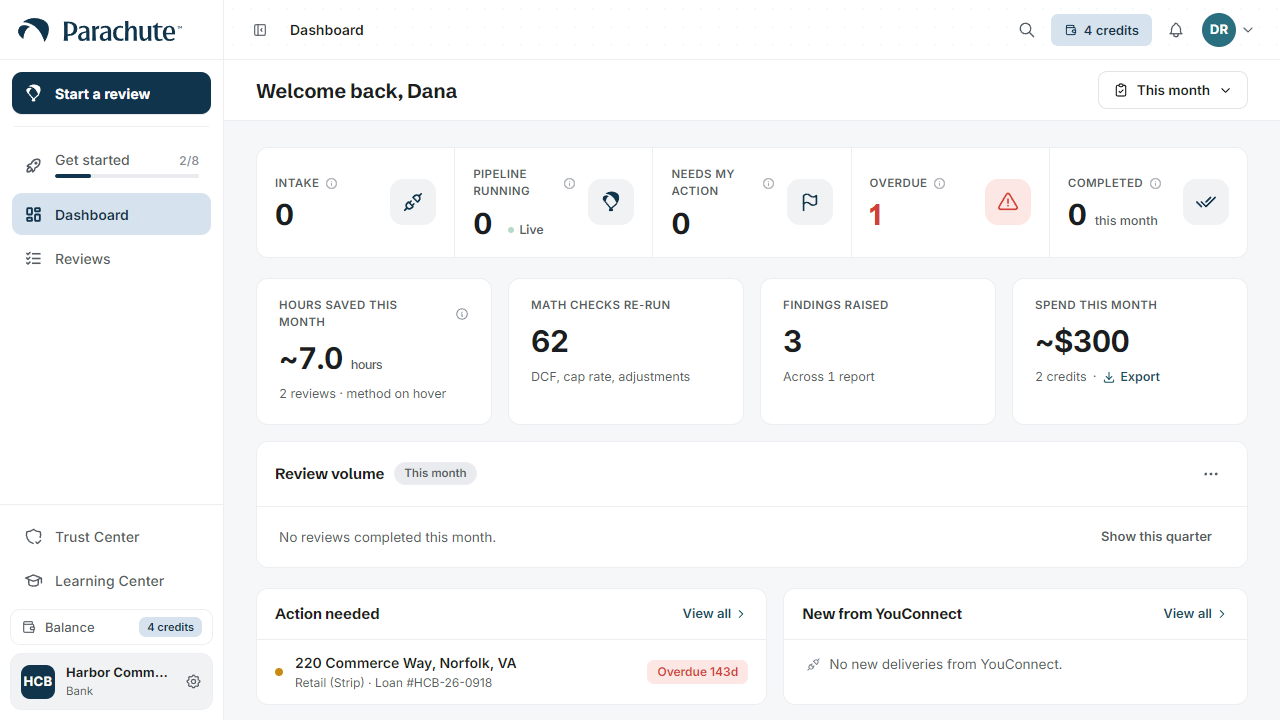 Parachute™
Dashboard
4 credits
DR
Start a review
Welcome back, Dana
This month
Get started 2/8
Dashboard
Reviews
INTAKE
0
PIPELINE
RUNNING
0 Live
NEEDS MY
ACTION
0
OVERDUE
1
COMPLETED
0 this month
HOURS SAVED THIS
MONTH
~7.0 hours
2 reviews · method on hover
MATH CHECKS RE-RUN
62
DCF, cap rate, adjustments
FINDINGS RAISED
3
Across 1 report
SPEND THIS MONTH
~$300
2 credits · Export
Review volume This month
No reviews completed this month.
Show this quarter
Trust Center
Learning Center
Balance 4 credits
HCB
Harbor Comm...
Bank
Action needed
View all
220 Commerce Way, Norfolk, VA
Retail (Strip) · Loan #HCB-26-0918
Overdue 143d
New from YouConnect
View all
No new deliveries from YouConnect.